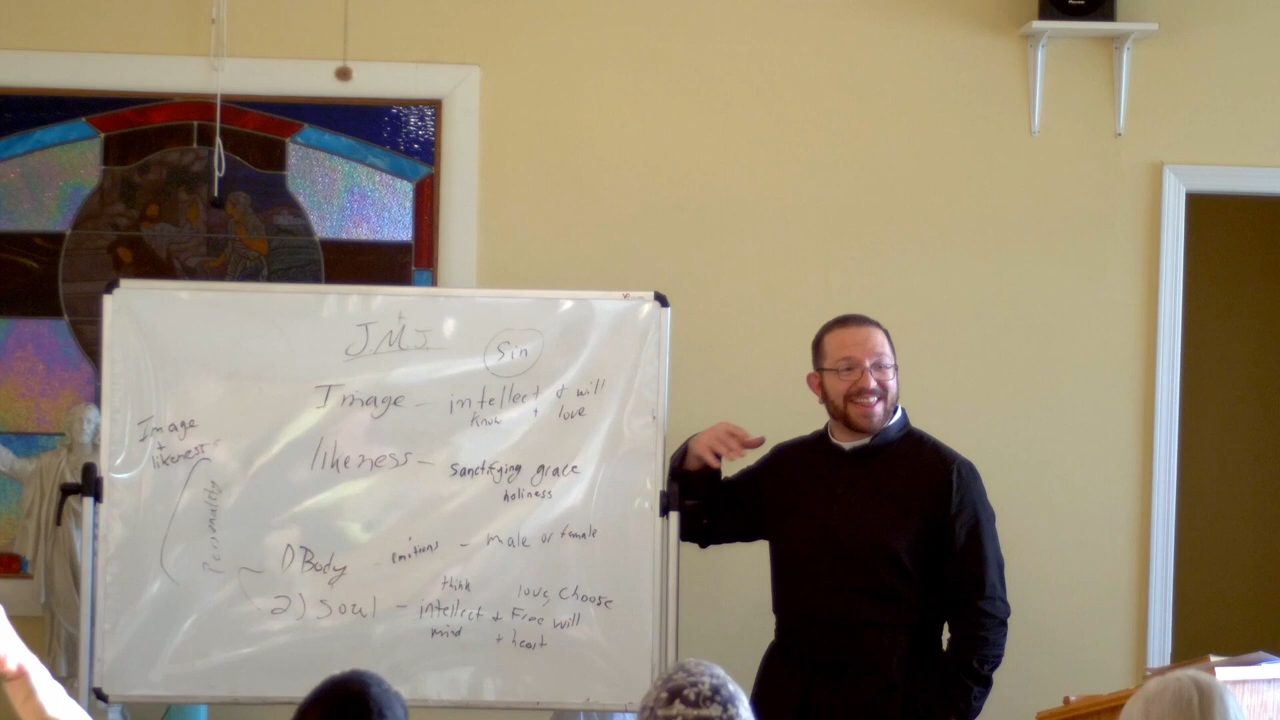 Pioneer
J.M.J.
Sin
Image - intellect + will
know + love
likeness - sanctifying grace
holiness
Image
+
likeness
Personality
1) Body - emotions - male or female
think love, choose
2) Soul - intellect + Free will
mind + heart